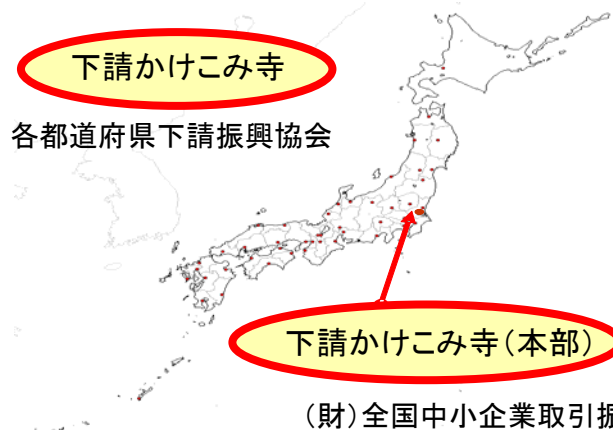 下請かけこみ寺
各都道府県下請振興協会
下請かけこみ寺(本部)
(財)全国中小企業取引振